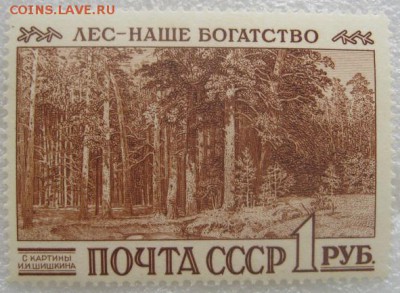 COINS.LAVE.RU
ЛЕС-НАШЕ БОГАТСТВО
С КАРТИНЫ
И.И.ШИШКИНА
ПОЧТА СССР 1 РУБ.